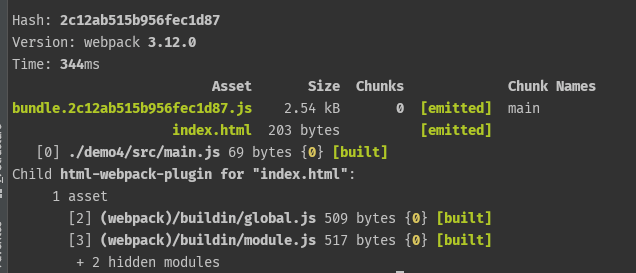 Hash: 2c12ab515b956fec1d87
Version: webpack 3.12.0
Time: 344ms
Asset Size Chunks Chunk Names
bundle.2c12ab515b956fec1d87.js 2.54 kB 0 [emitted] main
index.html 203 bytes [emitted]
[0] ./demo4/src/main.js 69 bytes {0} [built]
Child html-webpack-plugin for "index.html":
1 asset
[2] (webpack)/buildin/global.js 509 bytes {0} [built]
[3] (webpack)/buildin/module.js 517 bytes {0} [built]
+ 2 hidden modules